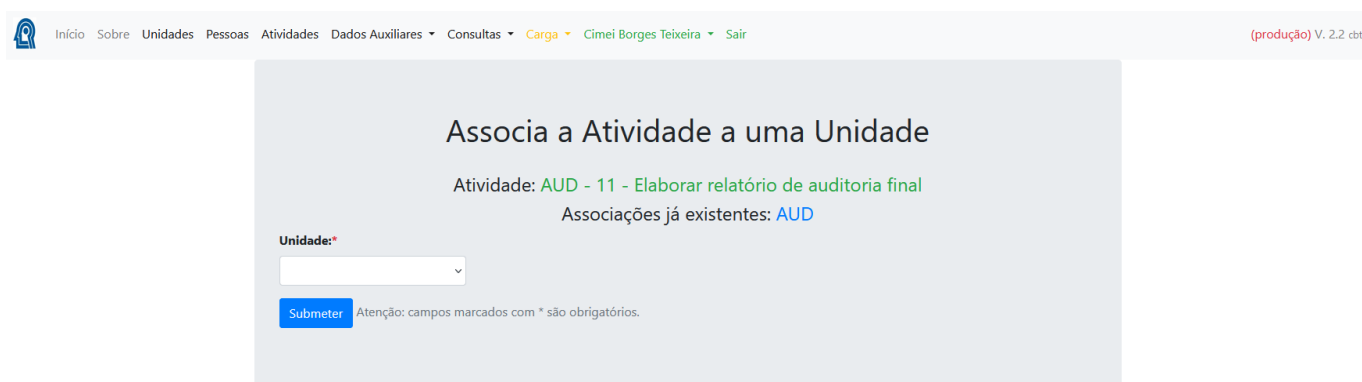 Início Sobre Unidades Pessoas Atividades Dados Auxiliares Consultas Carga Cimei Borges Teixeira Sair (produção) V. 2.2 cbt
Associa a Atividade a uma Unidade
Atividade: AUD - 11 - Elaborar relatório de auditoria final
Associações já existentes: AUD
Unidade:*
Submeter Atenção: campos marcados com * são obrigatórios.